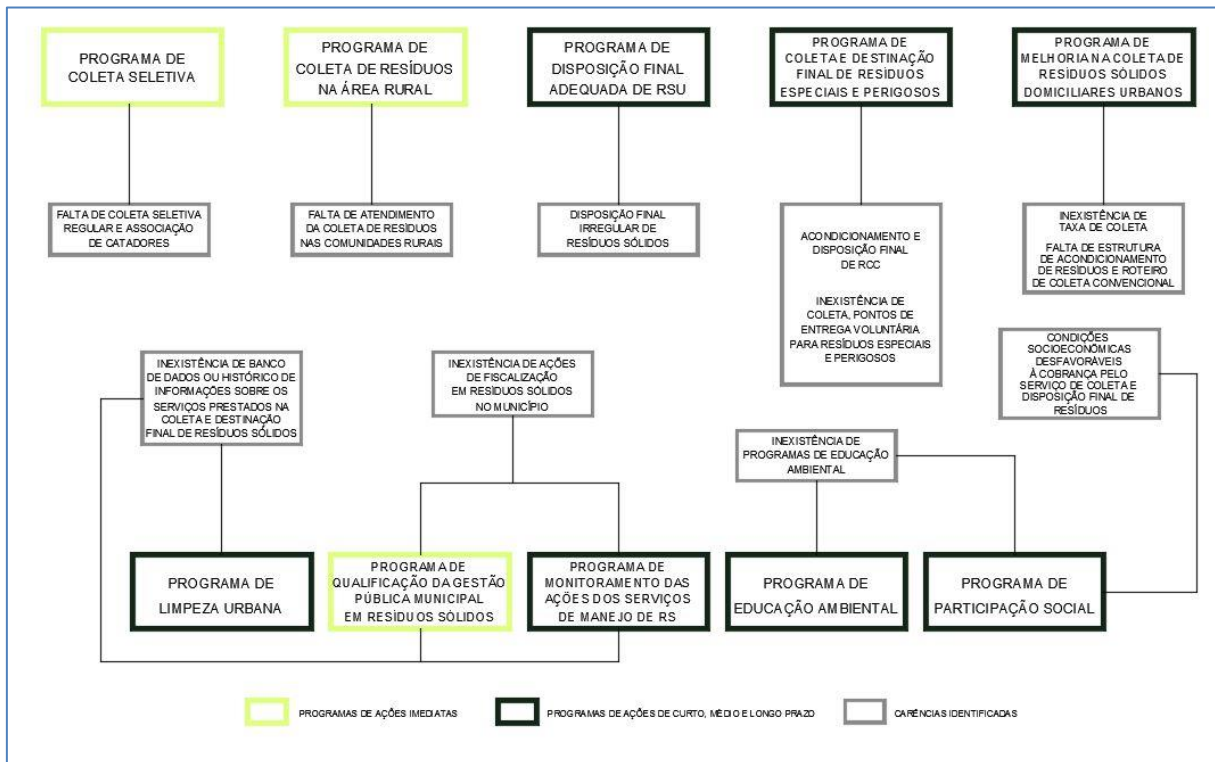 PROGRAMA DE
COLETA SELETIVA
PROGRAMA DE
COLETA DE RESÍDUOS
NA ÁREA RURAL
PROGRAMA DE
DISPOSIÇÃO FINAL
ADEQUADA DE RSU
PROGRAMA DE
COLETA E DESTINAÇÃO
FINAL DE RESÍDUOS
ESPECIAIS E PERIGOSOS
PROGRAMA DE
MELHORIA NA COLETA DE
RESÍDUOS SÓLIDOS
DOMICILIARES URBANOS
FALTA DE COLETA SELETIVA
REGULAR E ASSOCIAÇÃO
DE CATADORES
FALTA DE ATENDIMENTO
DA COLETA DE RESÍDUOS
NAS COMUNIDADES RURAIS
DISPOSIÇÃO FINAL
IRREGULAR DE
RESÍDUOS SÓLIDOS
ACONDICIONAMENTO E
DISPOSIÇÃO FINAL
DE RCC
INEXISTÊNCIA DE
COLETA, PONTOS DE
ENTREGA VOLUNTÁRIA
PARA RESÍDUOS ESPECIAIS
E PERIGOSOS
INEXISTÊNCIA DE
TAXA DE COLETA
FALTA DE ESTRUTURA
DE ACONDICIONAMENTO
DE RESÍDUOS E ROTEIRO
DE COLETA CONVENCIONAL
INEXISTÊNCIA DE BANCO
DE DADOS OU HISTÓRICO DE
INFORMAÇÕES SOBRE OS
SERVIÇOS PRESTADOS NA
COLETA E DESTINAÇÃO
FINAL DE RESÍDUOS SÓLIDOS
INEXISTÊNCIA DE AÇÕES
DE FISCALIZAÇÃO
EM RESÍDUOS SÓLIDOS
NO MUNICÍPIO
CONDIÇÕES
SOCIOECONÔMICAS
DESFAVORÁVEIS
À COBRANÇA PELO
SERVIÇO DE COLETA E
DISPOSIÇÃO FINAL DE
RESÍDUOS
INEXISTÊNCIA DE
PROGRAMAS DE EDUCAÇÃO
AMBIENTAL
PROGRAMA DE
LIMPEZA URBANA
PROGRAMA DE
QUALIFICAÇÃO DA GESTÃO
PÚBLICA MUNICIPAL
EM RESÍDUOS SÓLIDOS
PROGRAMA DE
MONITORAMENTO DAS
AÇÕES DOS SERVIÇOS
DE MANEJO DE RS
PROGRAMA DE
EDUCAÇÃO AMBIENTAL
PROGRAMA DE
PARTICIPAÇÃO SOCIAL
PROGRAMAS DE AÇÕES IMEDIATAS
PROGRAMAS DE AÇÕES DE CURTO, MÉDIO E LONGO PRAZO
CARÊNCIAS IDENTIFICADAS